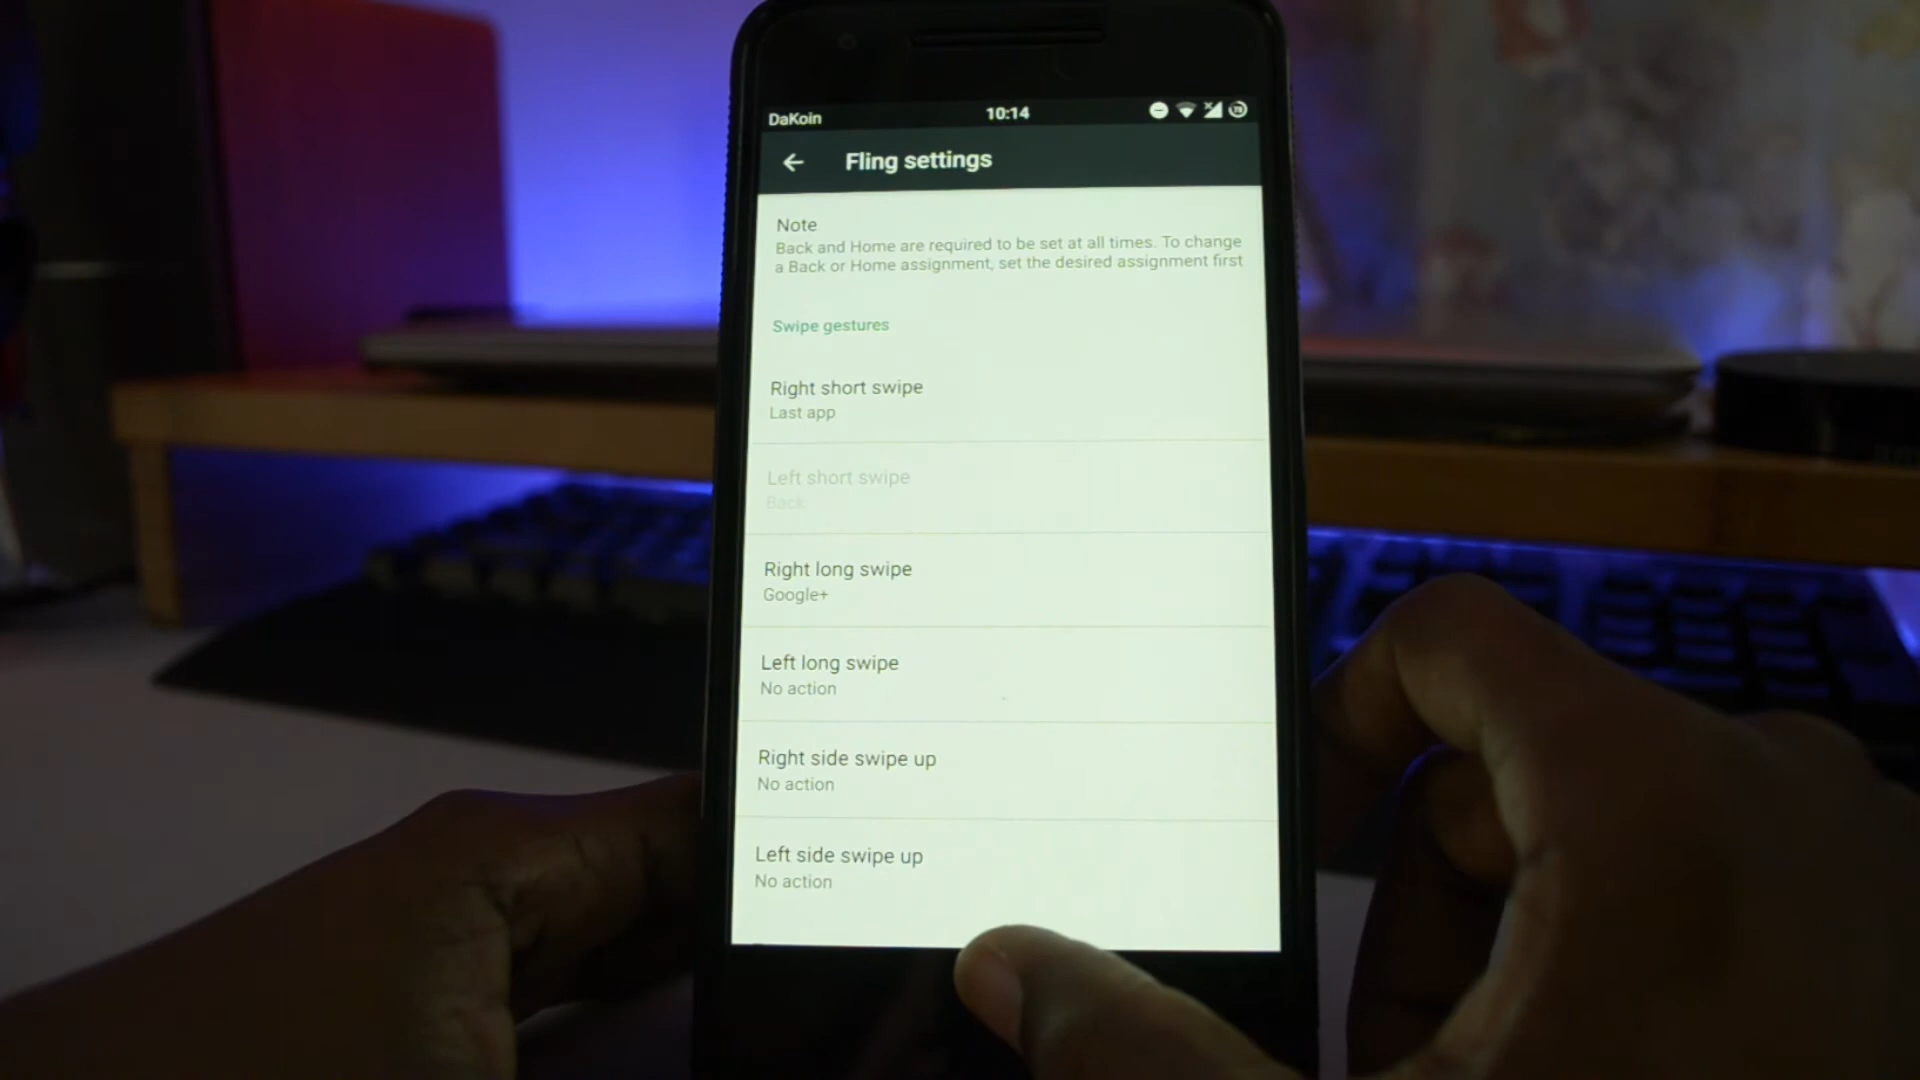 DaKoin 10:14
Fling settings
Note
Back and Home are required to be set at all times. To change
a Back or Home assignment, set the desired assignment first
Swipe gestures
Right short swipe
Last app
Left short swipe
Back
Right long swipe
Google+
Left long swipe
No action
Right side swipe up
No action
Left side swipe up
No action